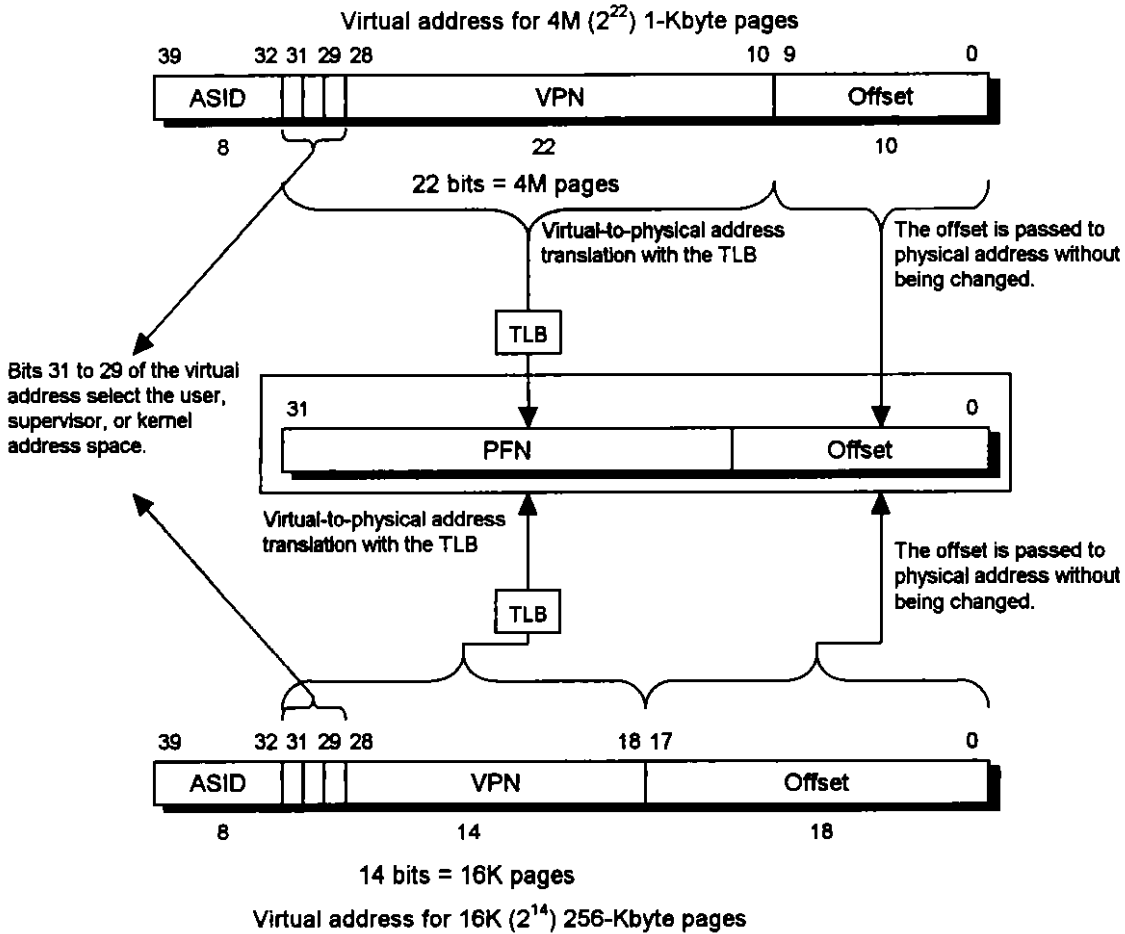 Virtual address for 4M (2^22) 1-Kbyte pages
39 32 31 29 28 10 9 0
ASID VPN Offset
8 22 10
22 bits = 4M pages
Virtual-to-physical address
translation with the TLB
The offset is passed to
physical address without
being changed.
TLB
Bits 31 to 29 of the virtual
address select the user,
supervisor, or kernel
address space.
31 0
PFN Offset
Virtual-to-physical address
translation with the TLB
The offset is passed to
physical address without
being changed.
TLB
39 32 31 29 28 18 17 0
ASID VPN Offset
8 14 18
14 bits = 16K pages
Virtual address for 16K (2^14) 256-Kbyte pages